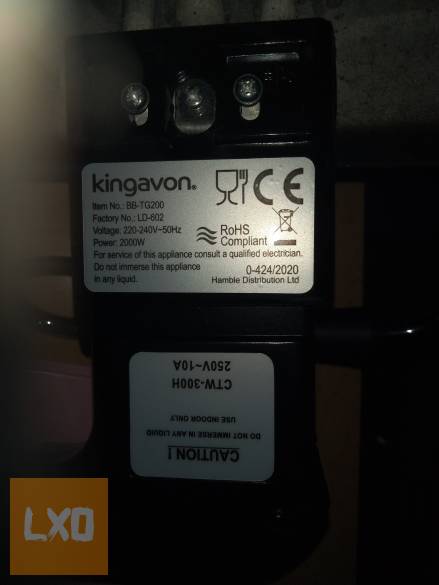 kingavon®
Item No.: BB-TG200
Factory No.: LD-602
Voltage: 220-240V~50Hz
Power: 2000W
CE
RoHS
Compliant
For service of this appliance consult a qualified electrician.
Do not immerse this appliance
in any liquid.
0-424/2020
Hamble Distribution Ltd
CAUTION !
DO NOT IMMERSE IN ANY LIQUID
USE INDOOR ONLY
CTW-300H
250V~10A
LXO